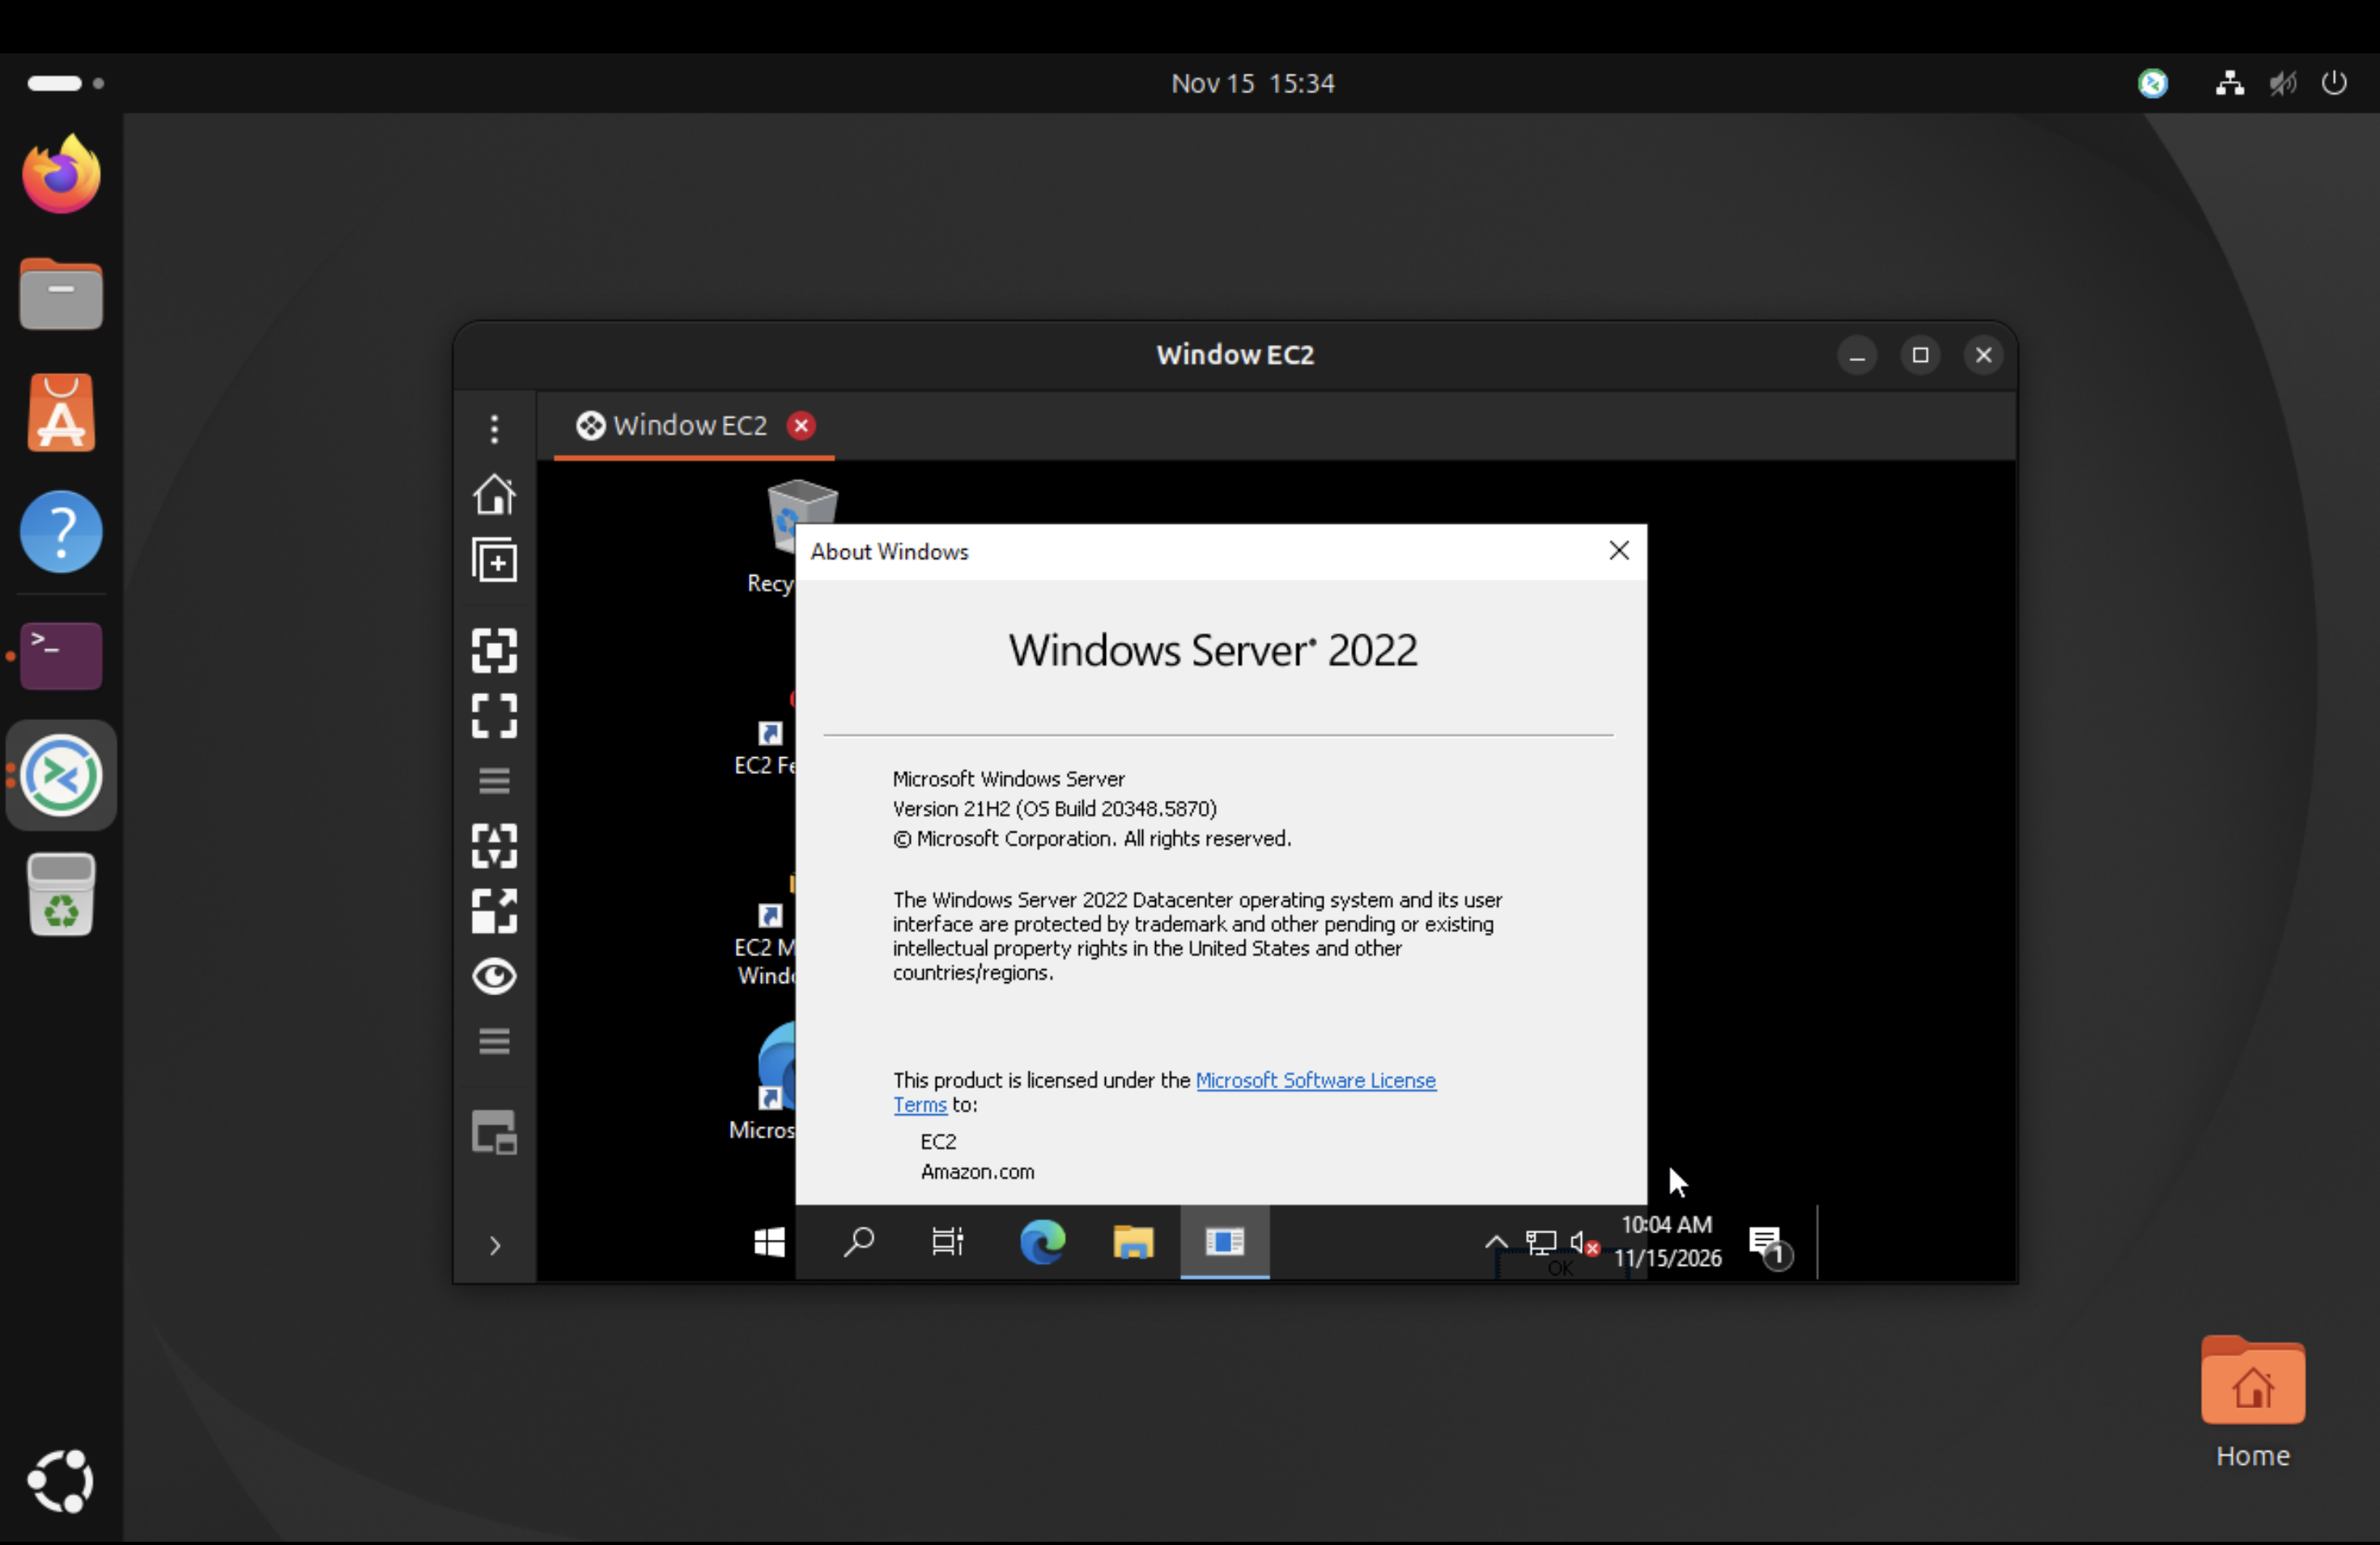 Nov 15 15:34
Window EC2
Window EC2
Recy
About Windows
Windows Server 2022
EC2 Fe
Microsoft Windows Server
Version 21H2 (OS Build 20348.5870)
© Microsoft Corporation. All rights reserved.
The Windows Server 2022 Datacenter operating system and its user
interface are protected by trademark and other pending or existing
intellectual property rights in the United States and other
countries/regions.
EC2 M
Windo
This product is licensed under the Microsoft Software License
Terms to:
Micros
EC2
Amazon.com
10:04 AM
11/15/2026
1
OK
Home